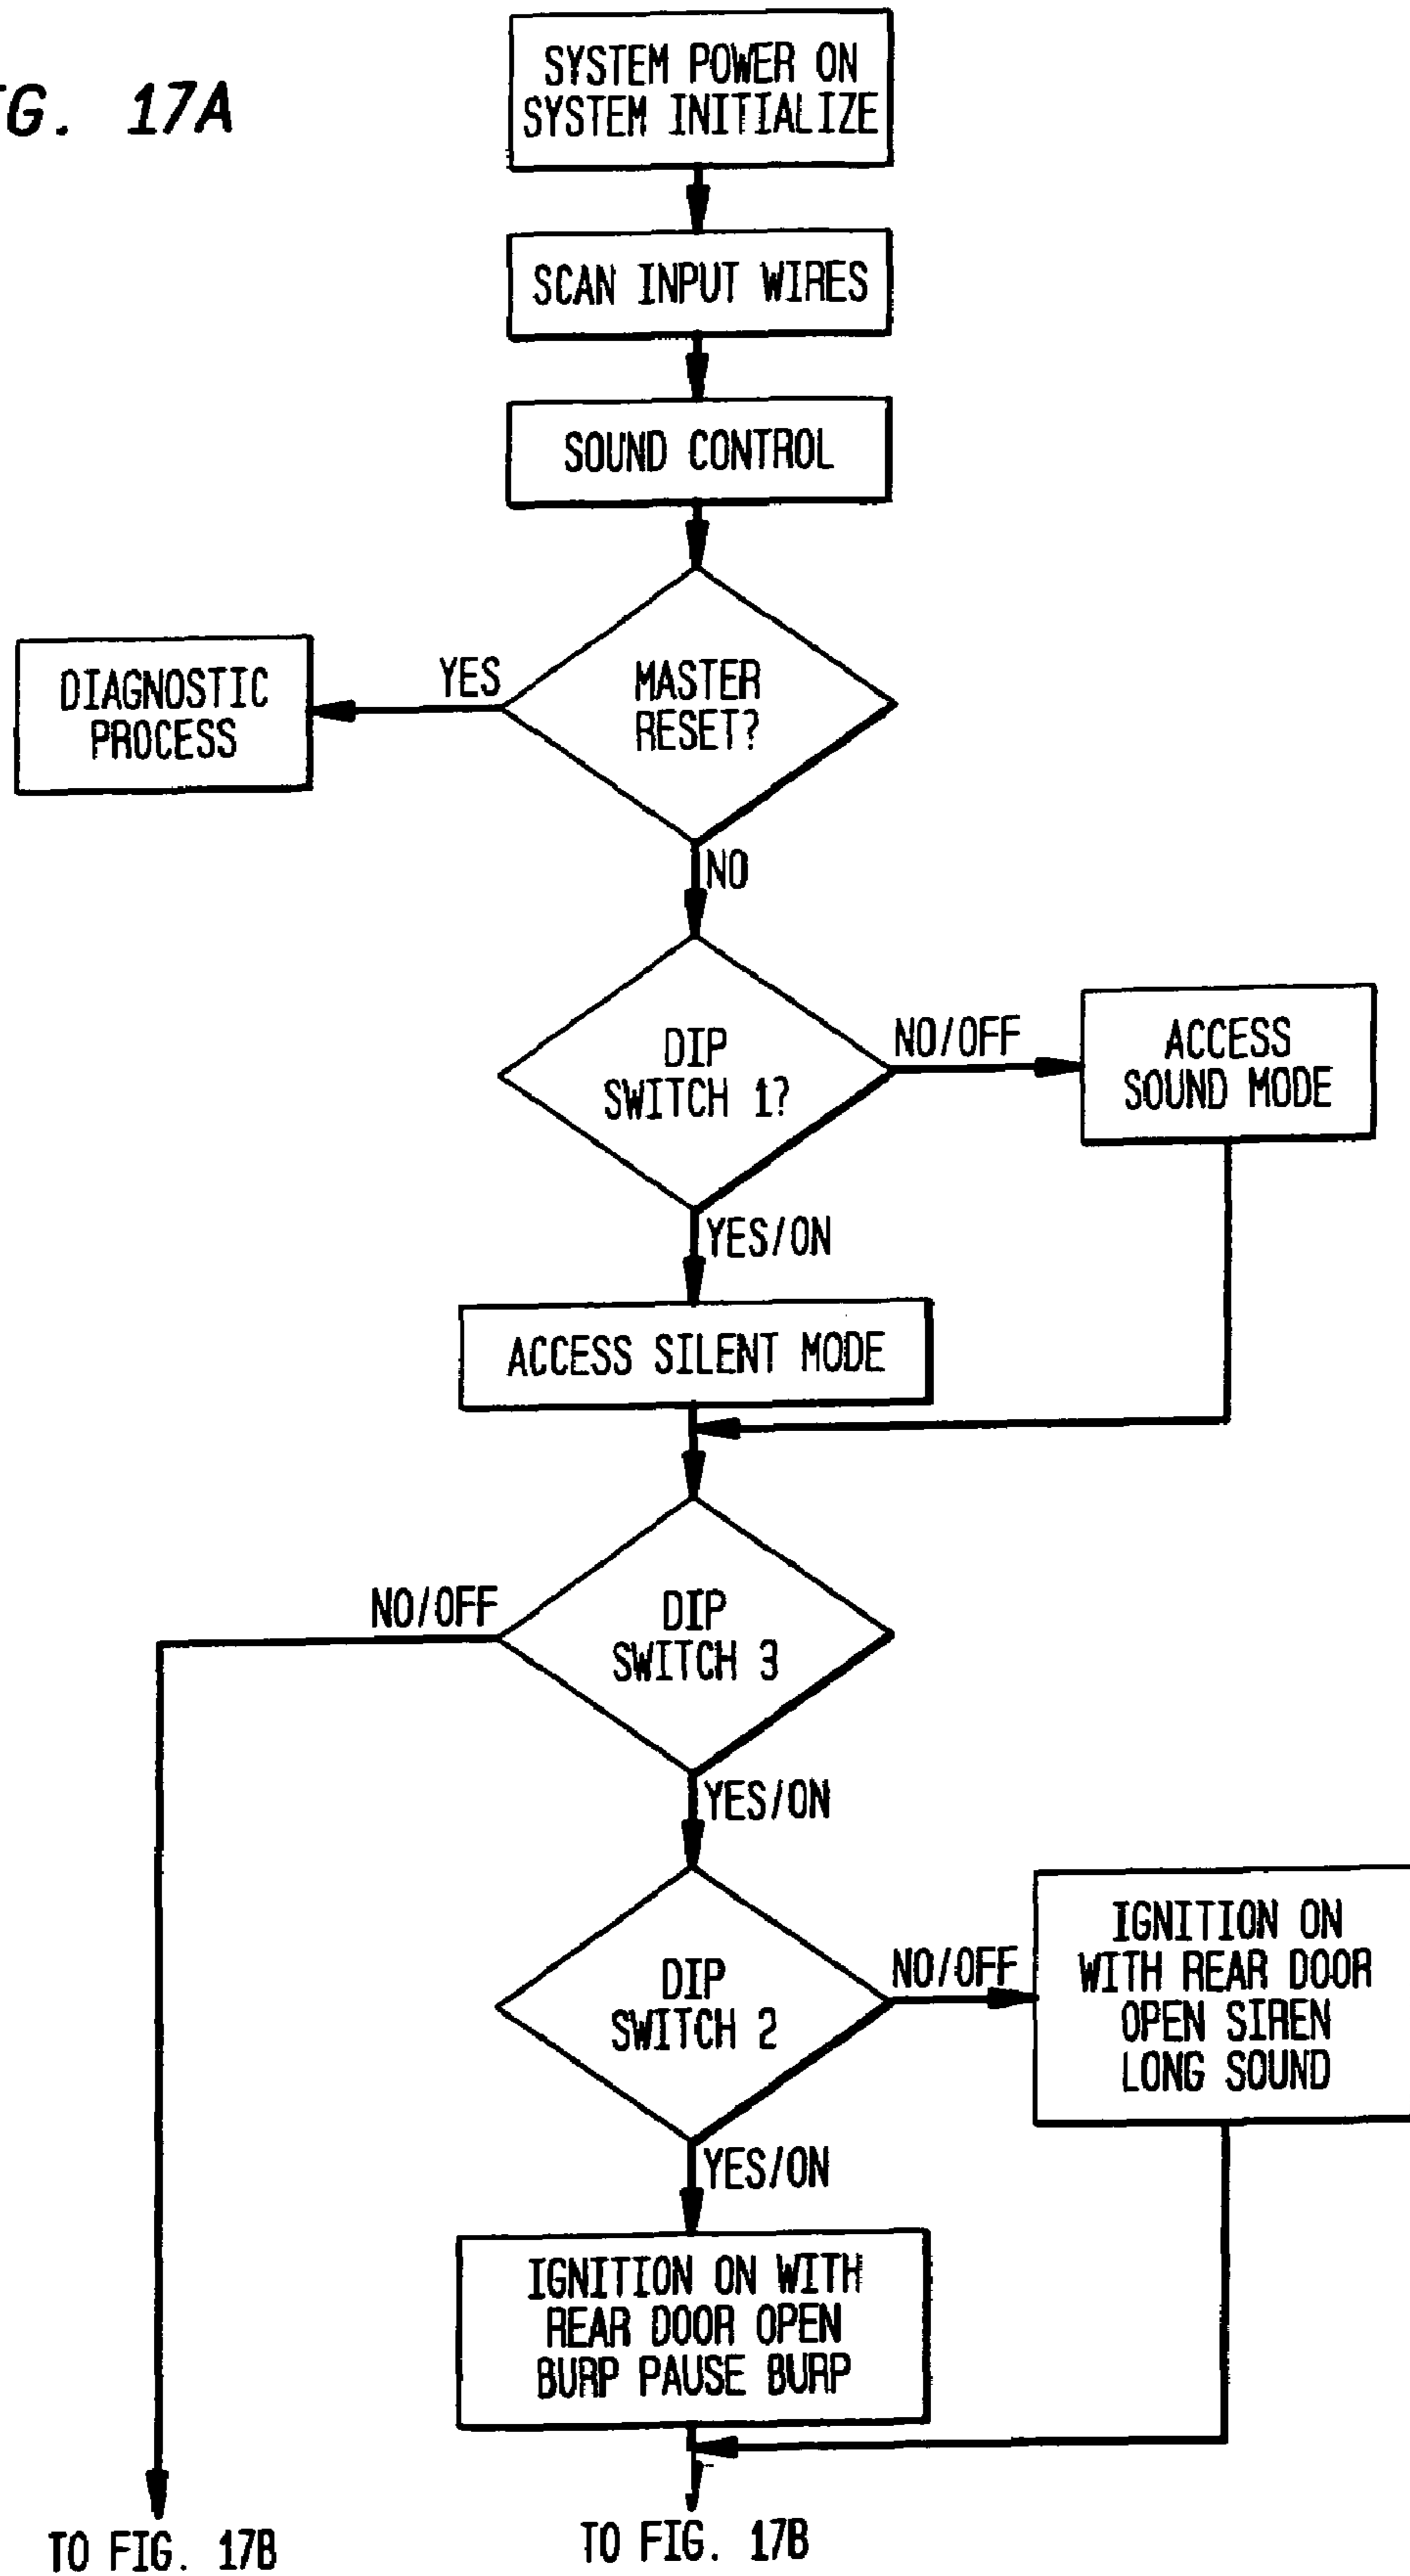 G. 17A
SYSTEM POWER ON
SYSTEM INITIALIZE
SCAN INPUT WIRES
SOUND CONTROL
MASTER
RESET?
YES
DIAGNOSTIC
PROCESS
NO
DIP
SWITCH 1?
NO/OFF
ACCESS
SOUND MODE
YES/ON
ACCESS SILENT MODE
DIP
SWITCH 3
NO/OFF
YES/ON
DIP
SWITCH 2
NO/OFF
IGNITION ON
WITH REAR DOOR
OPEN SIREN
LONG SOUND
YES/ON
IGNITION ON WITH
REAR DOOR OPEN
BURP PAUSE BURP
TO FIG. 17B
TO FIG. 17B